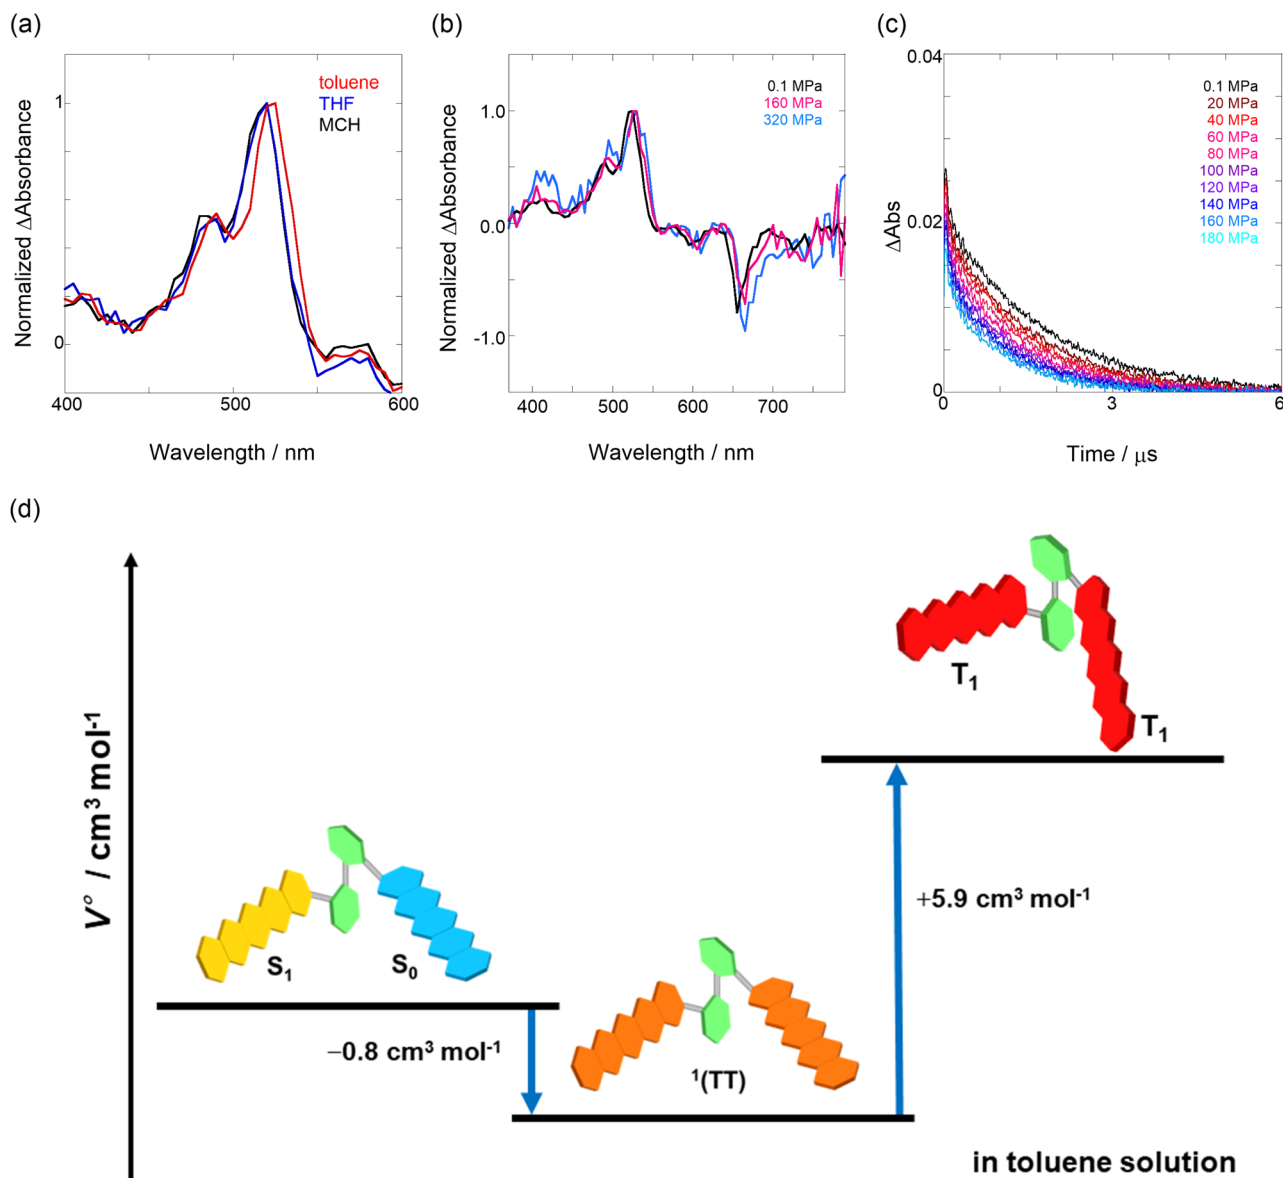 (a)
toluene
THF
MCH
1
0
Normalized ΔAbsorbance
400
500
600
Wavelength / nm
(b)
0.1 MPa
160 MPa
320 MPa
1.0
0.0
-1.0
Normalized ΔAbsorbance
400
500
600
700
Wavelength / nm
(c)
0.04
0.02
0
ΔAbs
0.1 MPa
20 MPa
40 MPa
60 MPa
80 MPa
100 MPa
120 MPa
140 MPa
160 MPa
180 MPa
0
3
6
Time / μs
(d)
V° / cm³ mol⁻¹
S₁
S₀
−0.8 cm³ mol⁻¹
¹(TT)
+5.9 cm³ mol⁻¹
T₁
T₁
in toluene solution